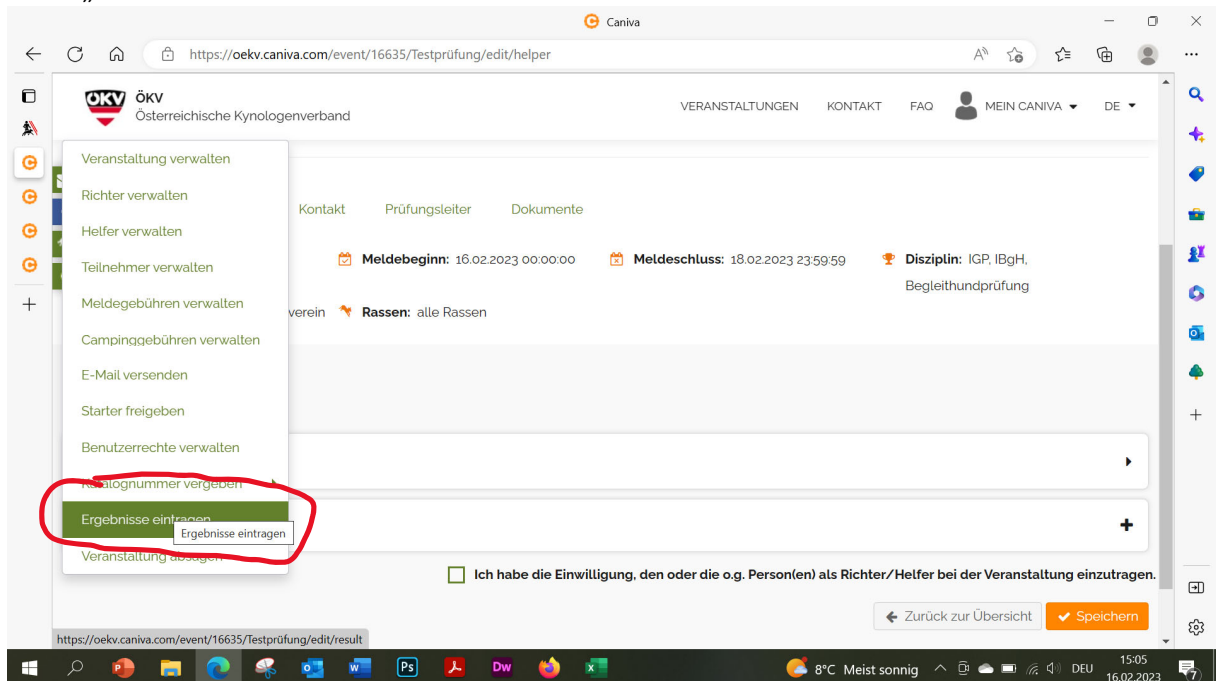 Caniva
https://oekv.caniva.com/event/16635/Testprüfung/edit/helper
ÖKV
ÖKV
Österreichische Kynologenverband
VERANSTALTUNGEN KONTAKT FAQ MEIN CANIVA DE
Veranstaltung verwalten
Richter verwalten
Helfer verwalten
Teilnehmer verwalten
Meldegebühren verwalten
Campinggebühren verwalten
E-Mail versenden
Starter freigeben
Benutzerrechte verwalten
Katalognummer vergeben
Ergebnisse eintragen
Ergebnisse eintragen
Veranstaltung absagen
Kontakt Prüfungsleiter Dokumente
Meldebeginn: 16.02.2023 00:00:00 Meldeschluss: 18.02.2023 23:59:59 Disziplin: IGP, IBgH,
Begleithundprüfung
verein Rassen: alle Rassen
Ich habe die Einwilligung, den oder die o.g. Person(en) als Richter/Helfer bei der Veranstaltung einzutragen.
Zurück zur Übersicht Speichern
https://oekv.caniva.com/event/16635/Testprüfung/edit/result
Ps Dw
8°C Meist sonnig DEU 15:05
16.02.2023
7